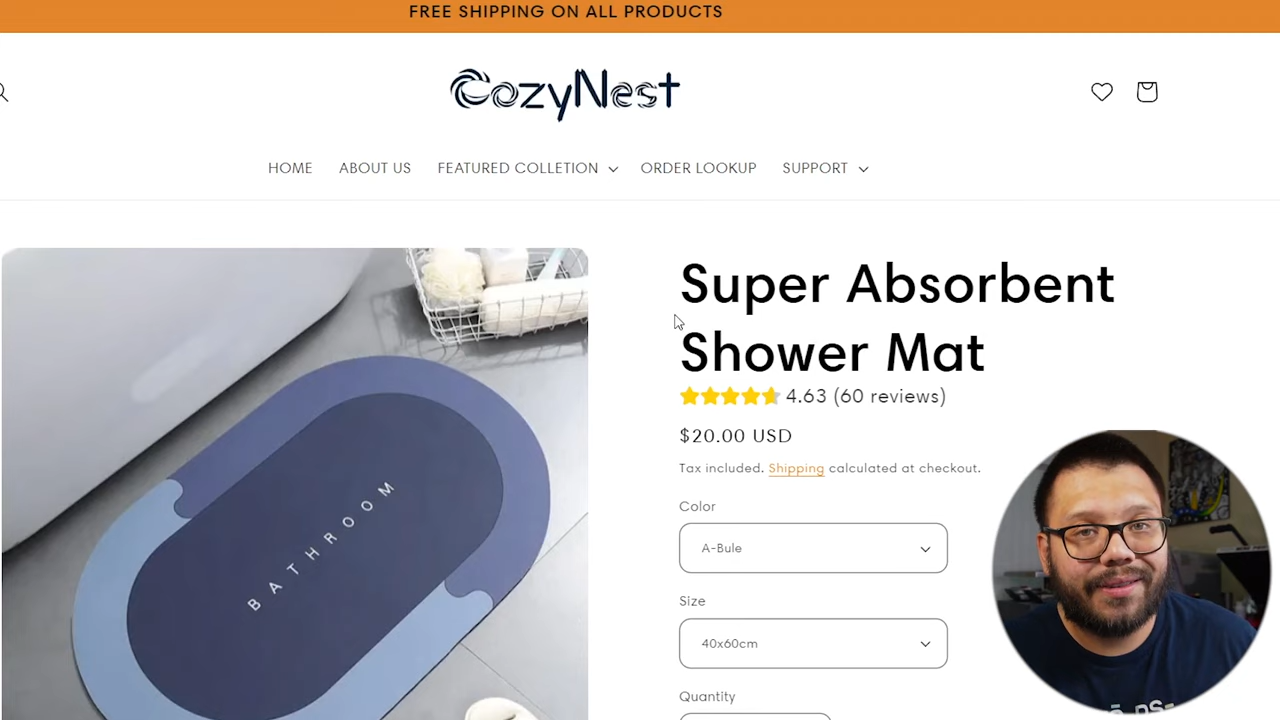 FREE SHIPPING ON ALL PRODUCTS
CozyNest
HOME ABOUT US FEATURED COLLETION ORDER LOOKUP SUPPORT
Super Absorbent
Shower Mat
4.63 (60 reviews)
$20.00 USD
Tax included. Shipping calculated at checkout.
Color
A-Bule
Size
40x60cm
Quantity
BATHROOM